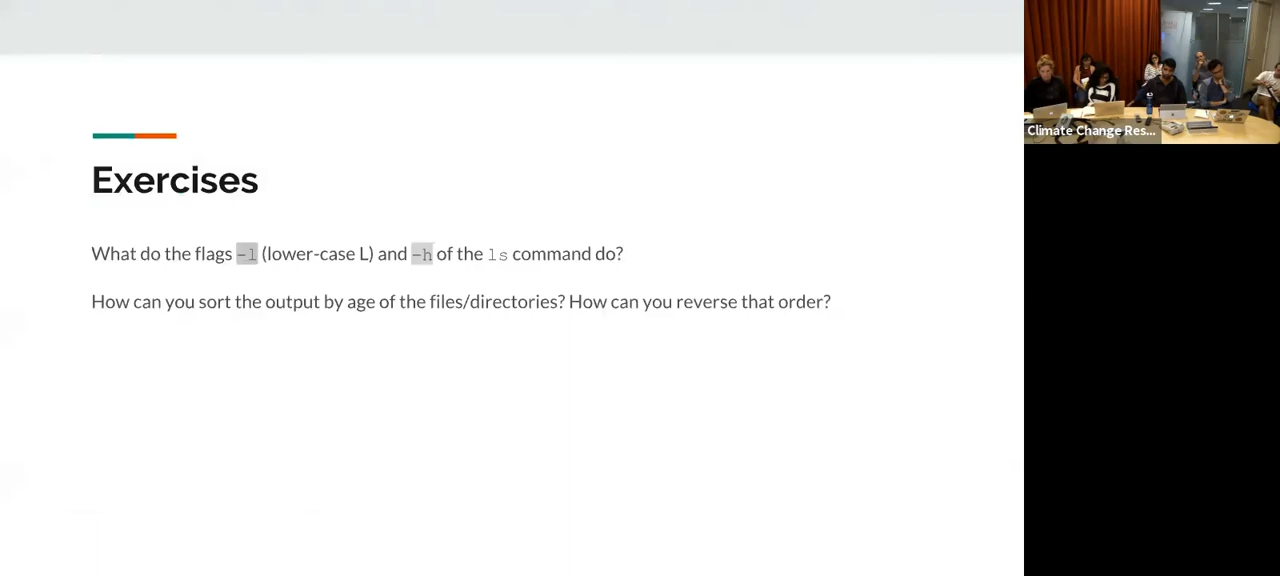 Exercises
What do the flags -l (lower-case L) and -h of the ls command do?
How can you sort the output by age of the files/directories? How can you reverse that order?
Climate Change Res...